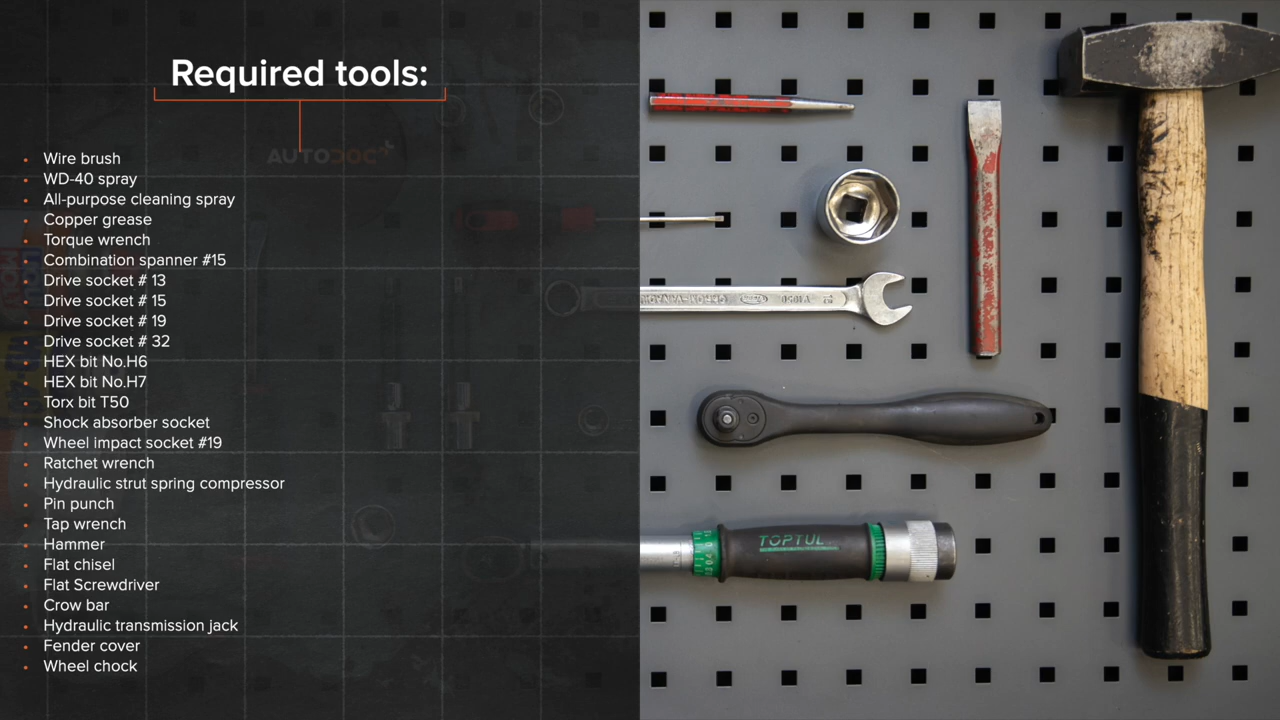 Required tools:
AUTODOC
Wire brush
WD-40 spray
All-purpose cleaning spray
Copper grease
Torque wrench
Combination spanner #15
Drive socket # 13
Drive socket # 15
Drive socket # 19
Drive socket # 32
HEX bit No.H6
HEX bit No.H7
Torx bit T50
Shock absorber socket
Wheel impact socket #19
Ratchet wrench
Hydraulic strut spring compressor
Pin punch
Tap wrench
Hammer
Flat chisel
Flat Screwdriver
Crow bar
Hydraulic transmission jack
Fender cover
Wheel chock
TOPTUL